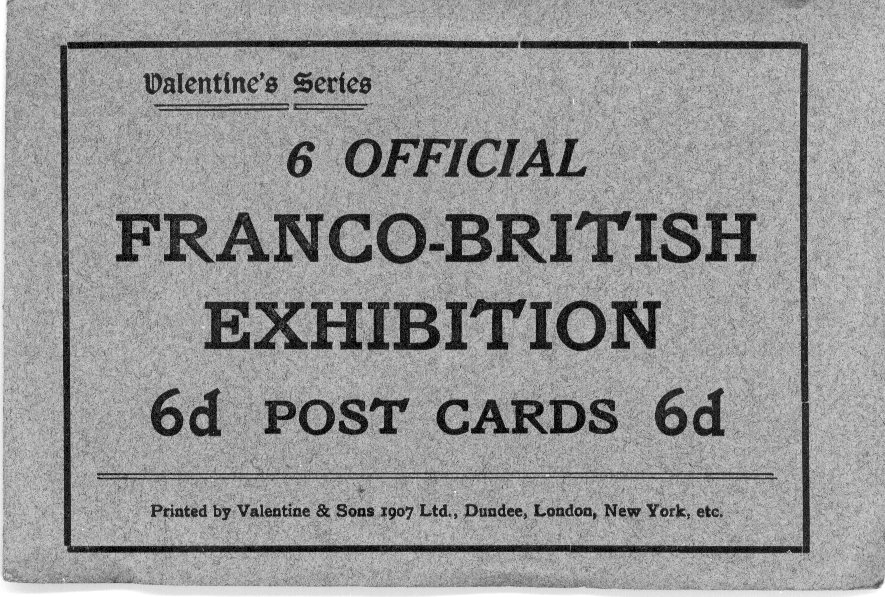 Valentine's Series
6 OFFICIAL
FRANCO-BRITISH
EXHIBITION
6d POST CARDS 6d
Printed by Valentine & Sons 1907 Ltd., Dundee, London, New York, etc.